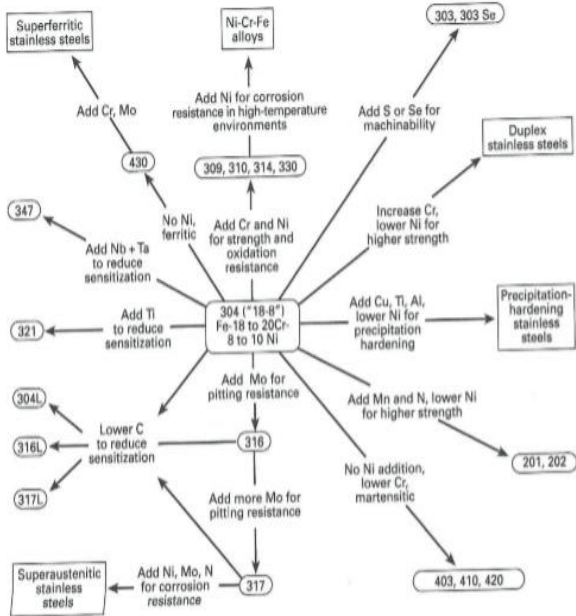 Superferritic
stainless steels
Ni-Cr-Fe
alloys
303, 303 Se
Add Cr, Mo
Add Ni for corrosion
resistance in high-temperature
environments
Add S or Se for
machinability
Duplex
stainless steels
430
309, 310, 314, 330
347
No Ni,
ferritic
Add Cr and Ni
for strength and
oxidation
resistance
Increase Cr,
lower Ni for
higher strength
Add Nb + Ta
to reduce
sensitization
304 ("18-8")
Fe-18 to 20Cr-
8 to 10 Ni
Add Cu, Ti, Al,
lower Ni for
precipitation
hardening
Precipitation-
hardening
stainless
steels
321
Add Ti
to reduce
sensitization
Add Mo for
pitting resistance
Add Mn and N, lower Ni
for higher strength
304L
316L
317L
Lower C
to reduce
sensitization
316
201, 202
No Ni addition,
lower Cr,
martensitic
Add more Mo for
pitting resistance
Superaustenitic
stainless
steels
Add Ni, Mo, N
for corrosion
resistance
317
403, 410, 420